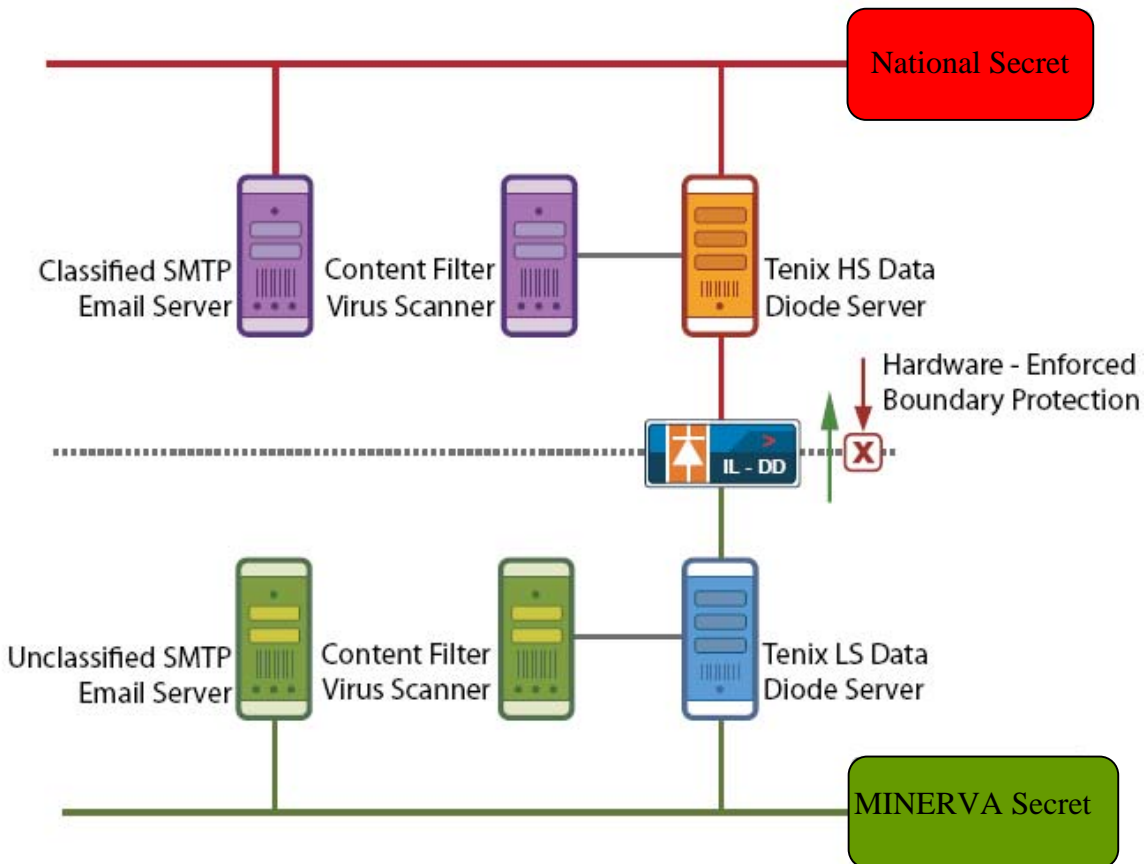 National Secret
Classified SMTP
Email Server
Content Filter
Virus Scanner
Tenix HS Data
Diode Server
Hardware - Enforced
Boundary Protection
>
IL - DD
X
Unclassified SMTP
Email Server
Content Filter
Virus Scanner
Tenix LS Data
Diode Server
MINERVA Secret